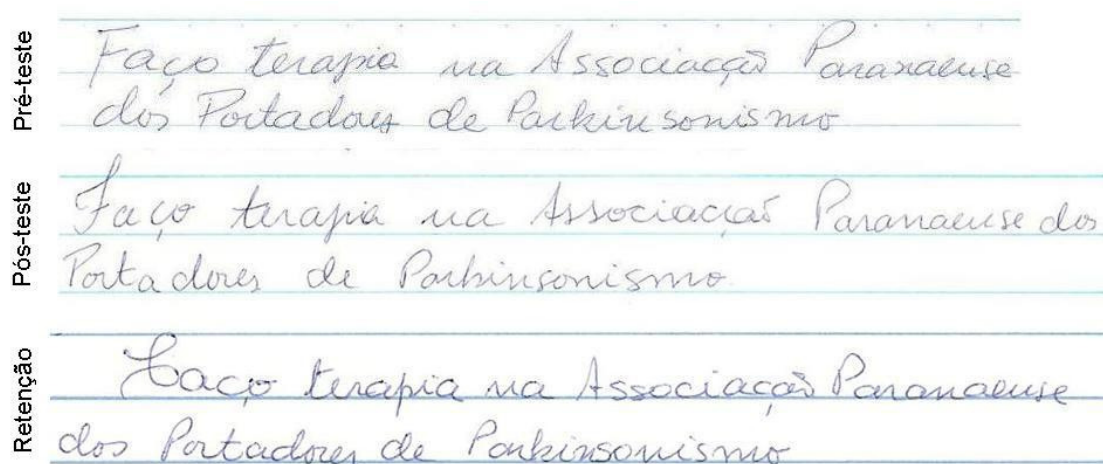 Pré-teste
Faço terapia na Associação Paranaense
dos Portadores de Parkinsonismo
Pós-teste
Faço terapia na Associação Paranaense dos
Portadores de Parkinsonismo
Retenção
Faço terapia na Associação Paranaense
dos Portadores de Parkinsonismo